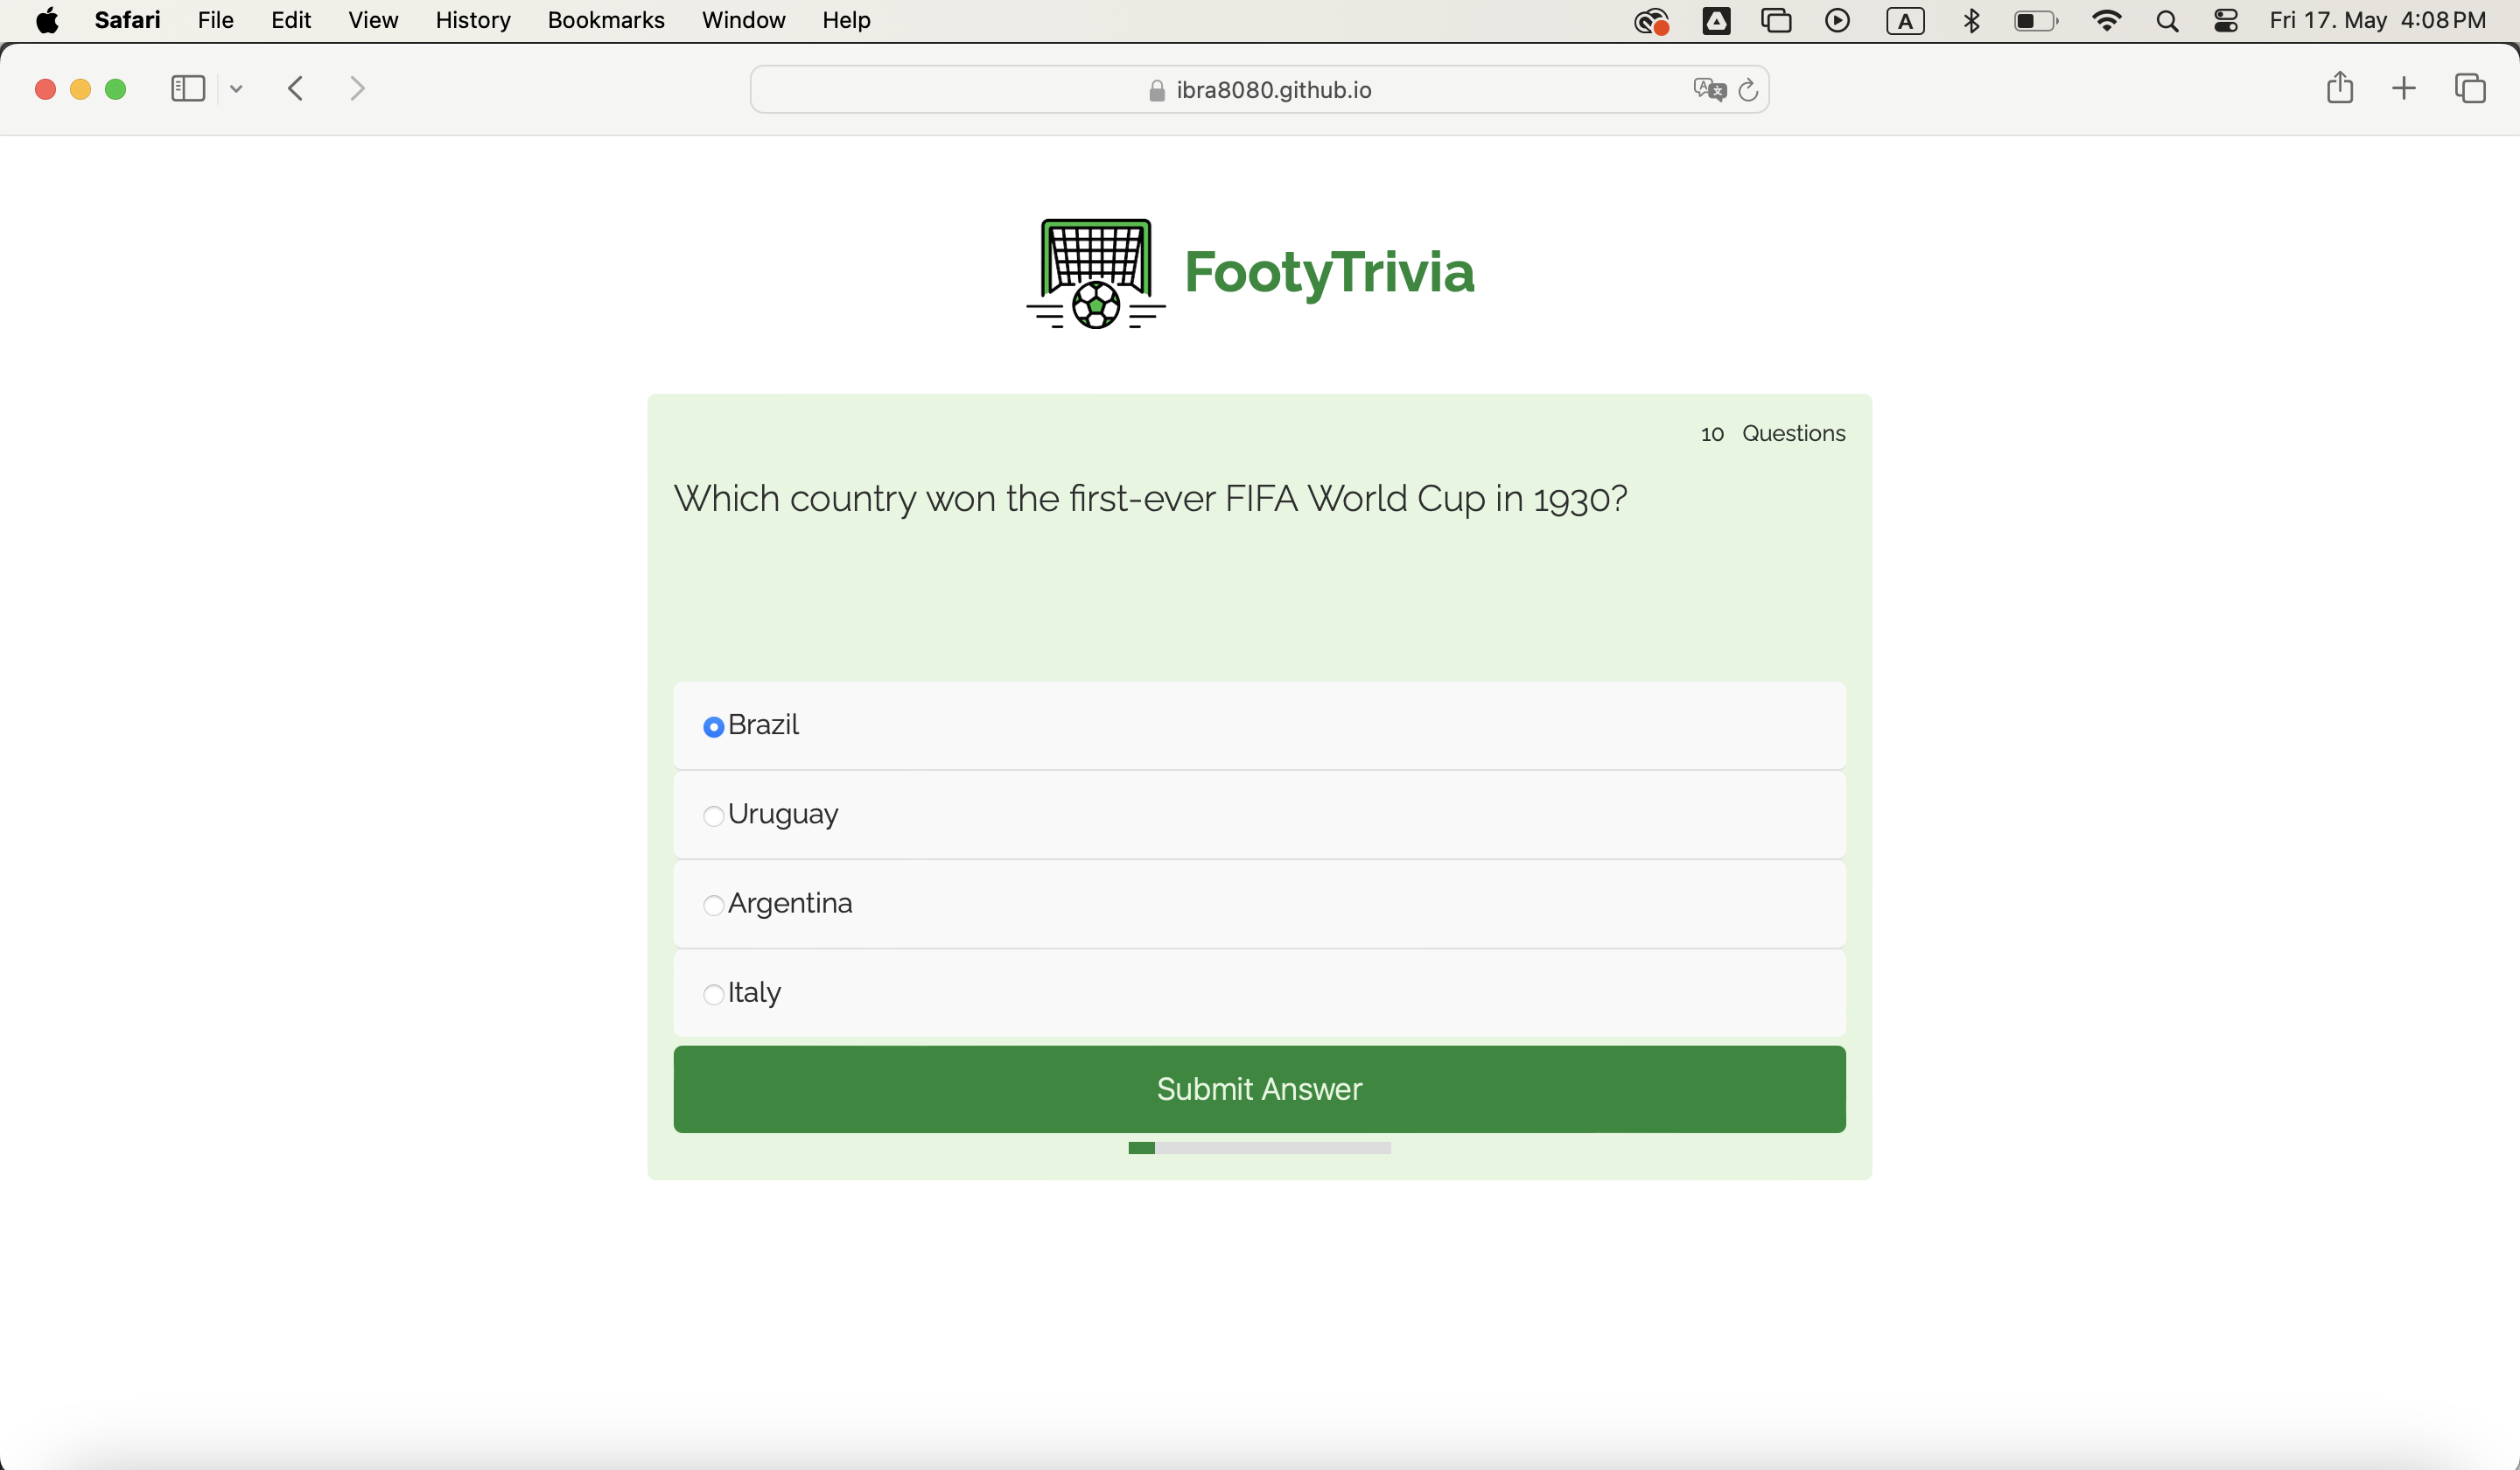 Safari File Edit View History Bookmarks Window Help A Fri 17. May 4:08 PM
ibra8080.github.io
FootyTrivia
10 Questions
Which country won the first-ever FIFA World Cup in 1930?
Brazil
Uruguay
Argentina
Italy
Submit Answer